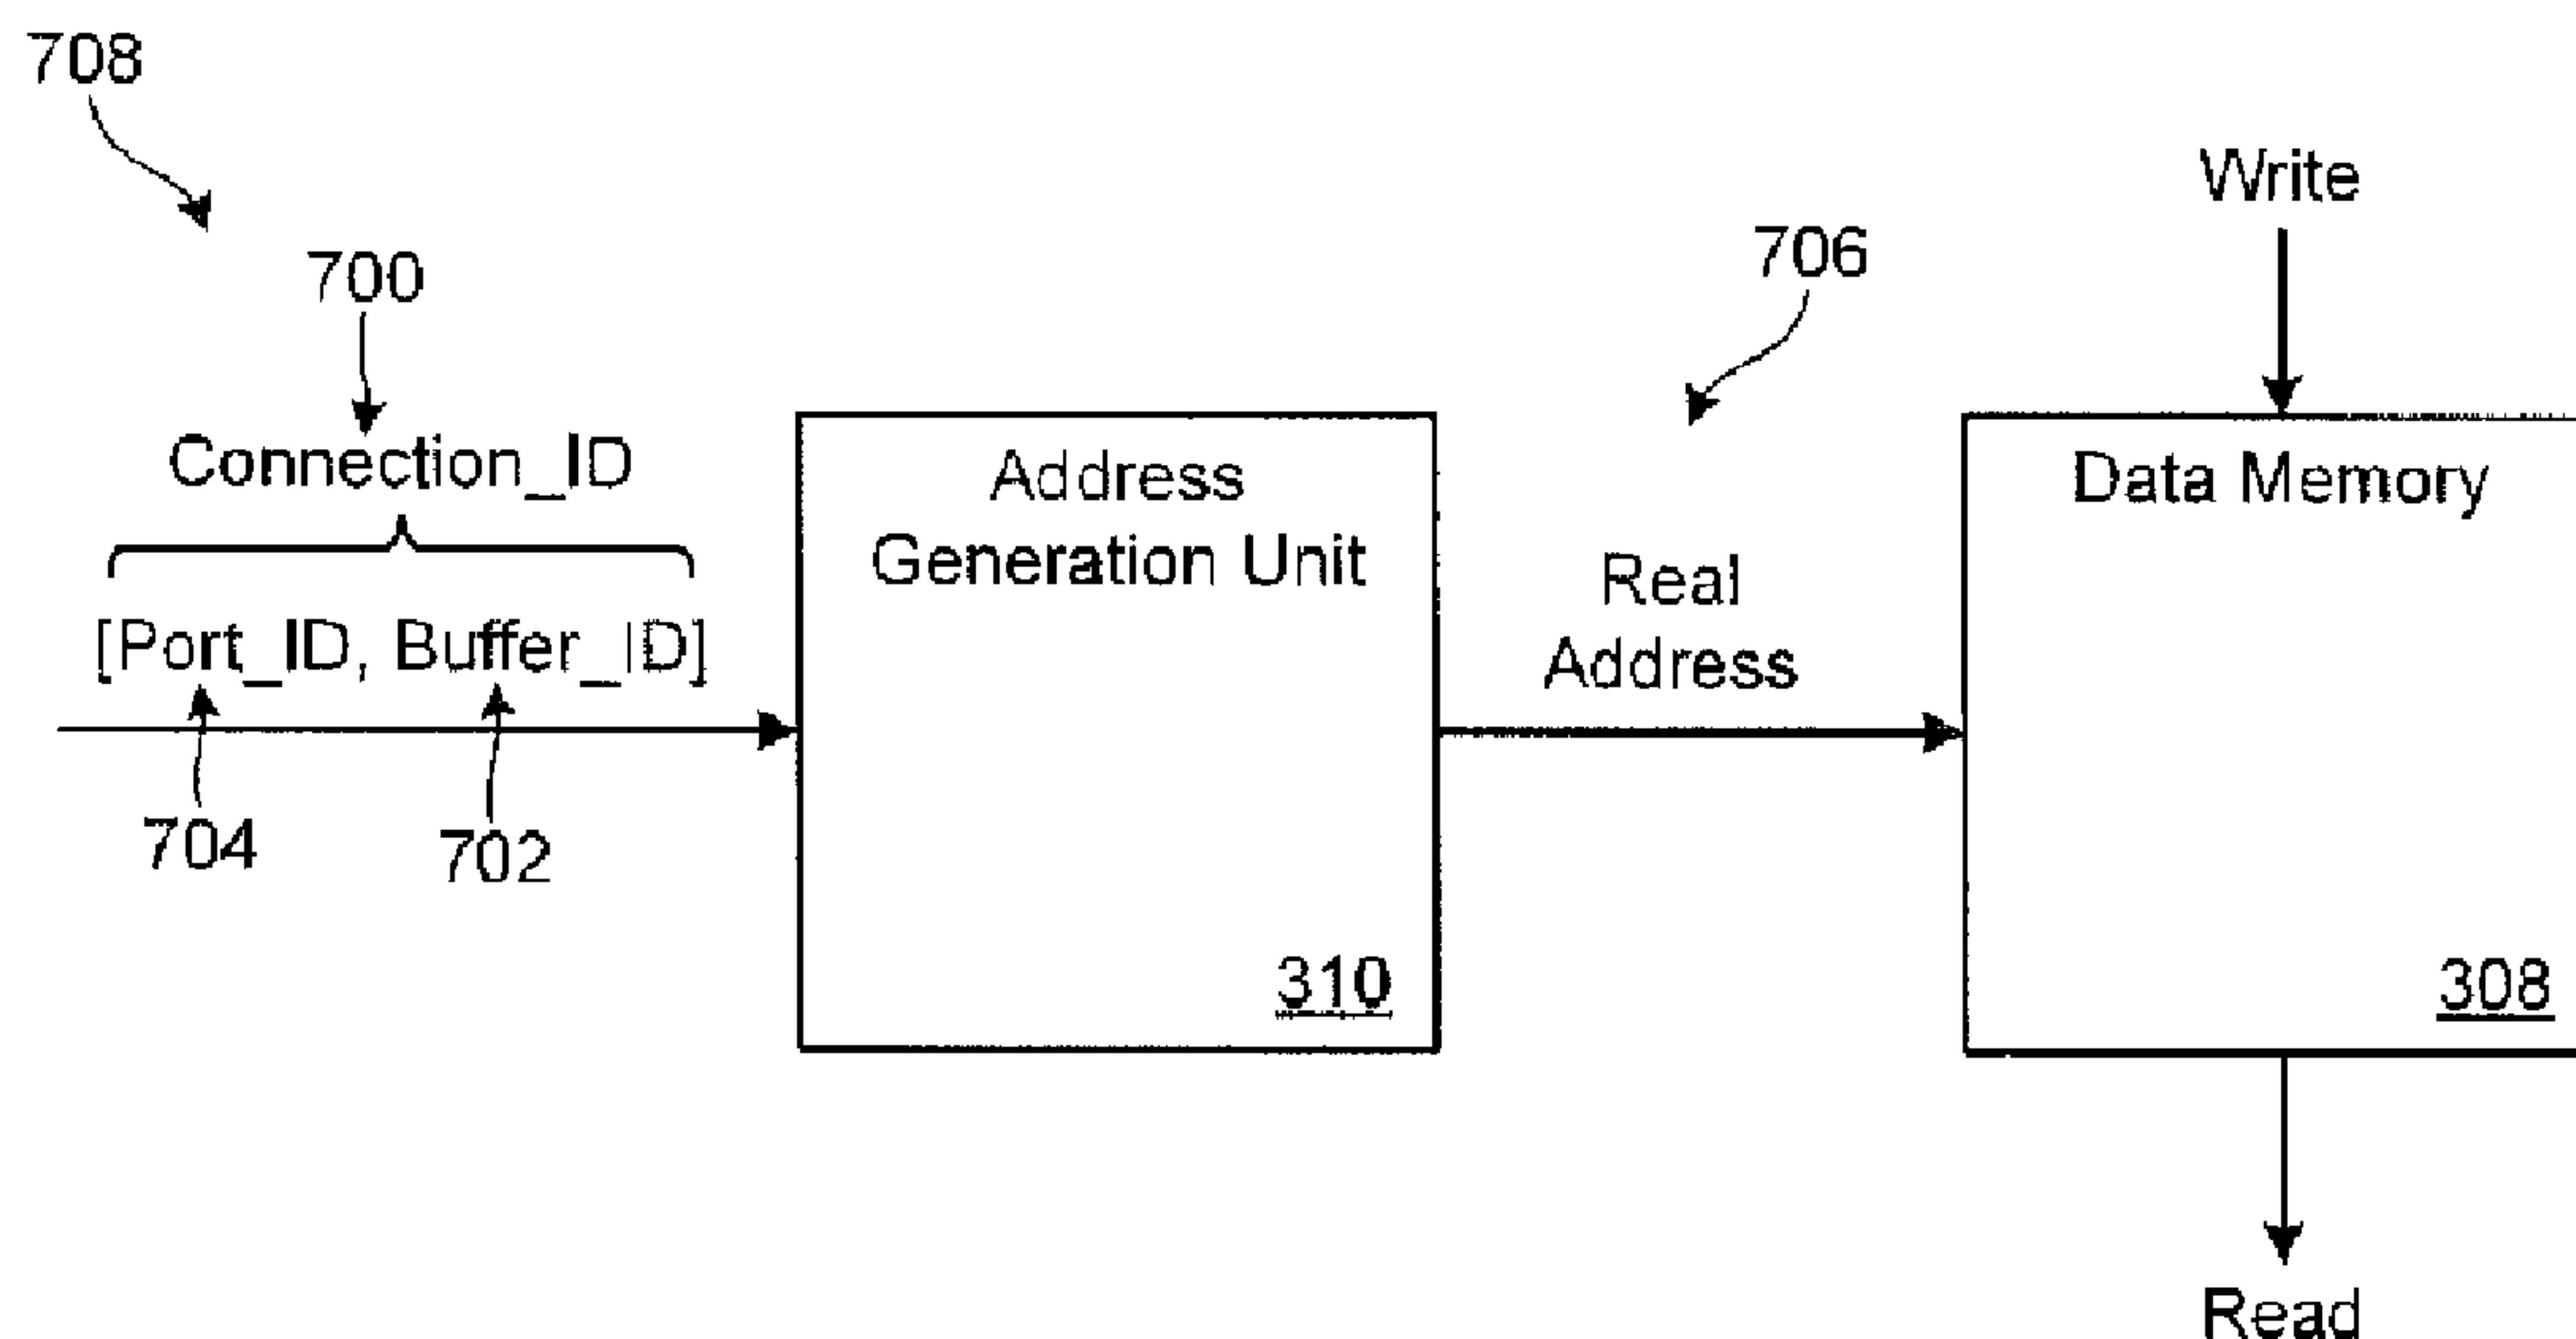 708
700
Connection_ID
[Port_ID, Buffer_ID]
704
702
Address
Generation Unit
310
706
Real
Address
Write
Data Memory
308
Read